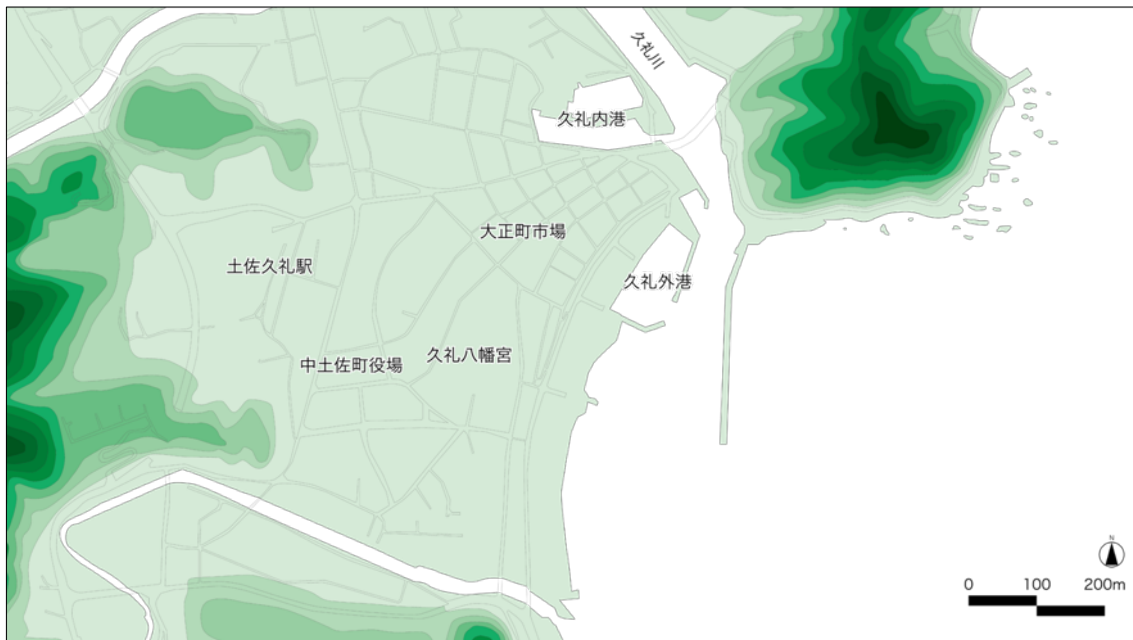 久礼川
久礼内港
大正町市場
土佐久礼駅
久礼外港
中土佐町役場
久礼八幡宮
N
0 100 200m